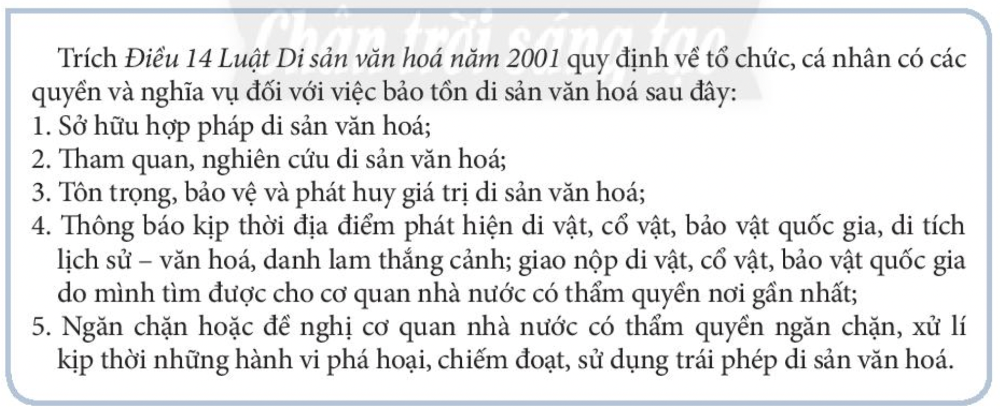 Chân trời sáng tạo
Trích Điều 14 Luật Di sản văn hoá năm 2001 quy định về tổ chức, cá nhân có các
quyền và nghĩa vụ đối với việc bảo tồn di sản văn hoá sau đây:
1. Sở hữu hợp pháp di sản văn hoá;
2. Tham quan, nghiên cứu di sản văn hoá;
3. Tôn trọng, bảo vệ và phát huy giá trị di sản văn hoá;
4. Thông báo kịp thời địa điểm phát hiện di vật, cổ vật, bảo vật quốc gia, di tích
lịch sử – văn hoá, danh lam thắng cảnh; giao nộp di vật, cổ vật, bảo vật quốc gia
do mình tìm được cho cơ quan nhà nước có thẩm quyền nơi gần nhất;
5. Ngăn chặn hoặc đề nghị cơ quan nhà nước có thẩm quyền ngăn chặn, xử lí
kịp thời những hành vi phá hoại, chiếm đoạt, sử dụng trái phép di sản văn hoá.